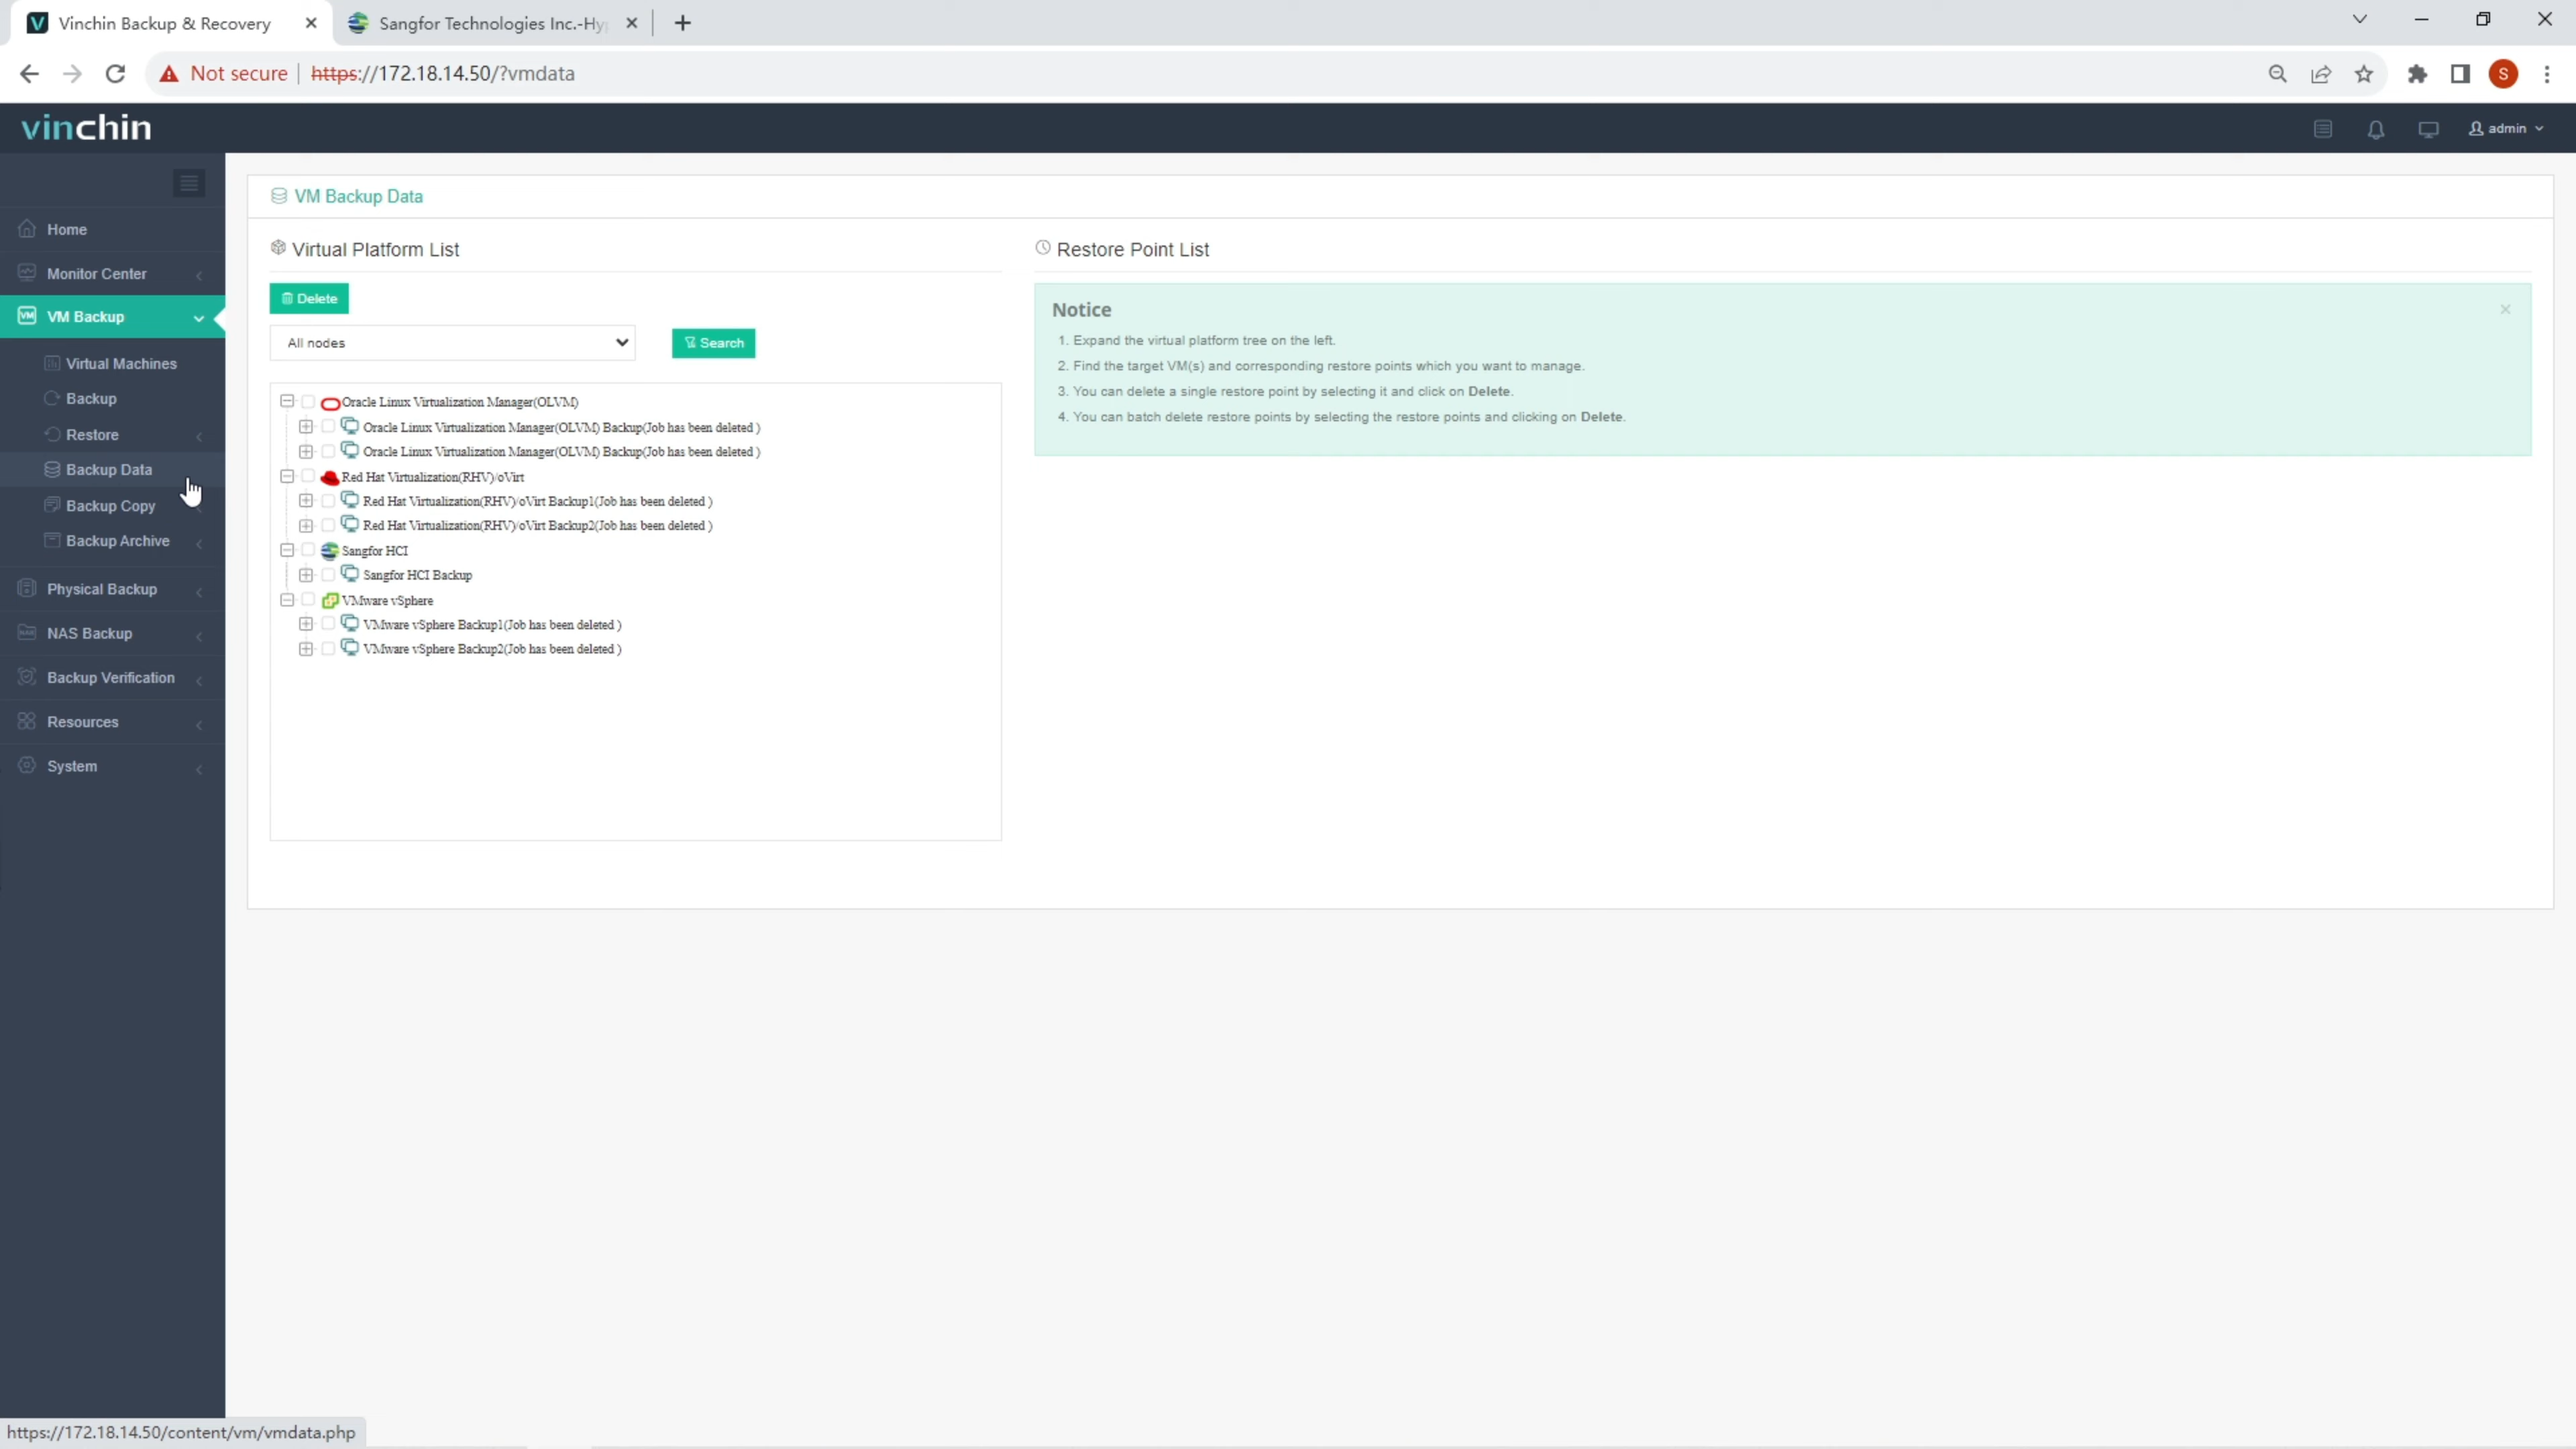 Vinchin Backup & Recovery
Sangfor Technologies Inc.-Hyp
Not secure
https://172.18.14.50/?vmdata
S
vinchin
admin
Home
Monitor Center
VM Backup
Virtual Machines
Backup
Restore
Backup Data
Backup Copy
Backup Archive
Physical Backup
NAS Backup
Backup Verification
Resources
System
VM Backup Data
Virtual Platform List
Delete
All nodes
Search
Oracle Linux Virtualization Manager(OLVM)
Oracle Linux Virtualization Manager(OLVM) Backup(Job has been deleted )
Oracle Linux Virtualization Manager(OLVM) Backup(Job has been deleted )
Red Hat Virtualization(RHV)/oVirt
Red Hat Virtualization(RHV)/oVirt Backup1(Job has been deleted )
Red Hat Virtualization(RHV)/oVirt Backup2(Job has been deleted )
Sangfor HCI
Sangfor HCI Backup
VMware vSphere
VMware vSphere Backup1(Job has been deleted )
VMware vSphere Backup2(Job has been deleted )
Restore Point List
Notice
1. Expand the virtual platform tree on the left.
2. Find the target VM(s) and corresponding restore points which you want to manage.
3. You can delete a single restore point by selecting it and click on Delete.
4. You can batch delete restore points by selecting the restore points and clicking on Delete.
https://172.18.14.50/content/vm/vmdata.php